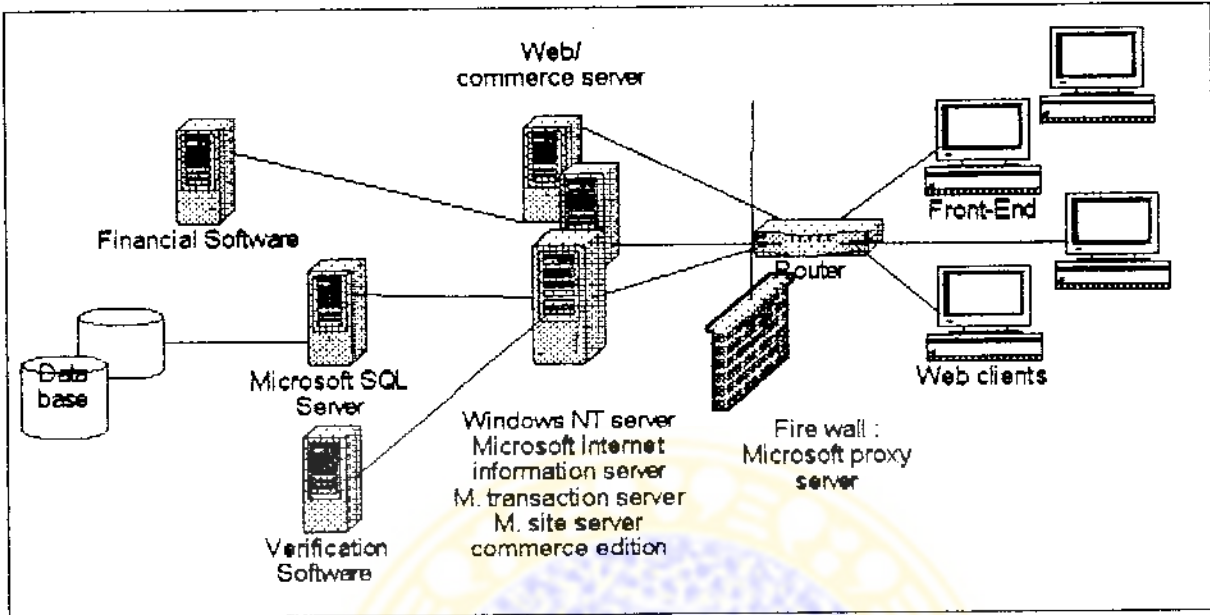 Web/
commerce server
Financial Software
Front-End
Router
Data
base
Microsoft SQL
Server
Web clients
Windows NT server
Microsoft Internet
information server
M. transaction server
M. site server
commerce edition
Fire wall :
Microsoft proxy
server
Verification
Software